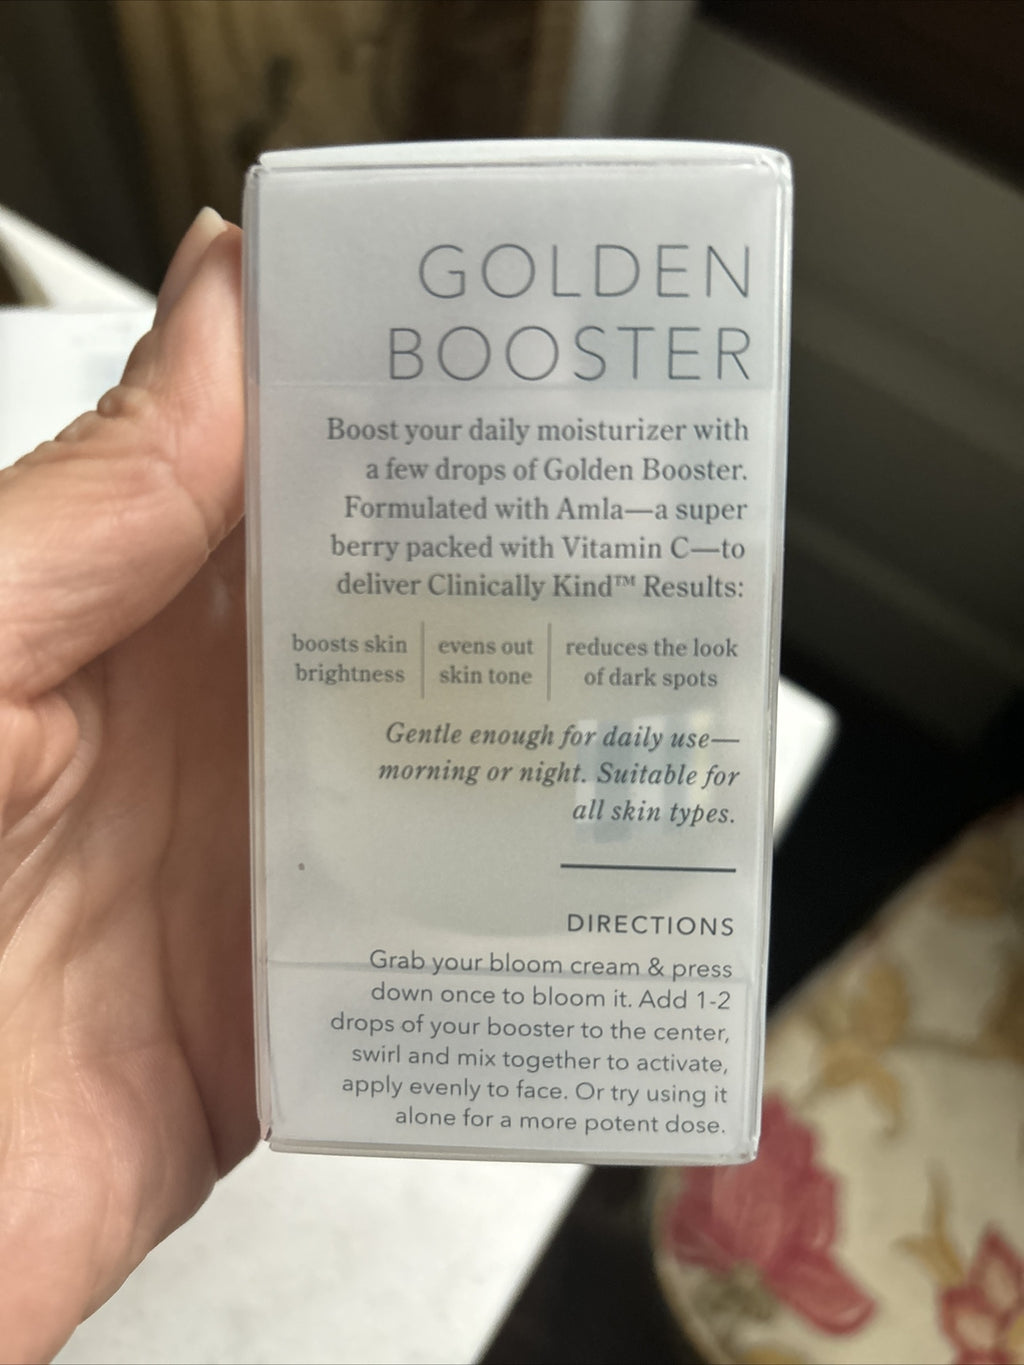 GOLDEN
BOOSTER
Boost your daily moisturizer with
a few drops of Golden Booster.
Formulated with Amla—a super
berry packed with Vitamin C—to
deliver Clinically Kind™ Results:
boosts skin
brightness
evens out
skin tone
reduces the look
of dark spots
Gentle enough for daily use—
morning or night. Suitable for
all skin types.
DIRECTIONS
Grab your bloom cream & press
down once to bloom it. Add 1-2
drops of your booster to the center,
swirl and mix together to activate,
apply evenly to face. Or try using it
alone for a more potent dose.